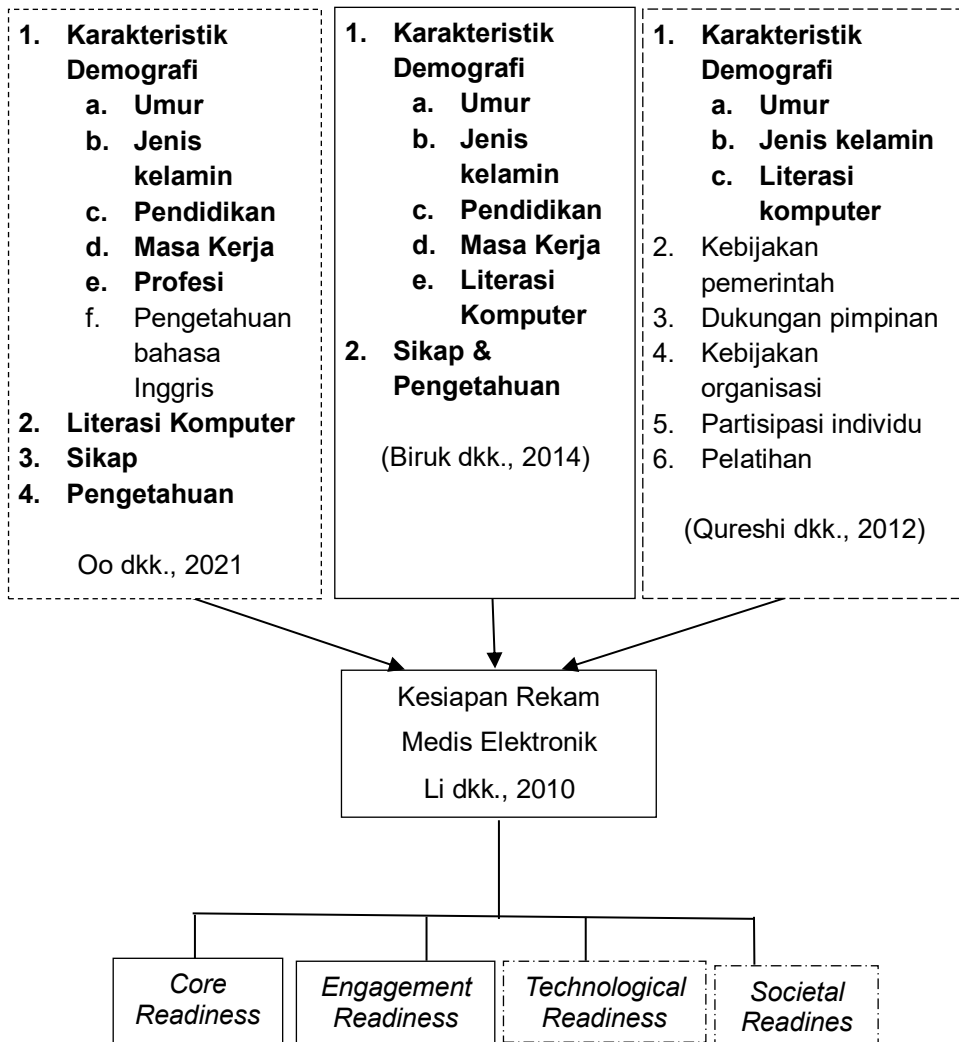 1. Karakteristik
Demografi
a. Umur
b. Jenis
kelamin
c. Pendidikan
d. Masa Kerja
e. Profesi
f. Pengetahuan
bahasa
Inggris
2. Literasi Komputer
3. Sikap
4. Pengetahuan
Oo dkk., 2021
1. Karakteristik
Demografi
a. Umur
b. Jenis
kelamin
c. Pendidikan
d. Masa Kerja
e. Literasi
Komputer
2. Sikap &
Pengetahuan
(Biruk dkk., 2014)
1. Karakteristik
Demografi
a. Umur
b. Jenis kelamin
c. Literasi
komputer
2. Kebijakan
pemerintah
3. Dukungan pimpinan
4. Kebijakan
organisasi
5. Partisipasi individu
6. Pelatihan
(Qureshi dkk., 2012)
Kesiapan Rekam
Medis Elektronik
Li dkk., 2010
Core
Readiness
Engagement
Readiness
Technological
Readiness
Societal
Readines